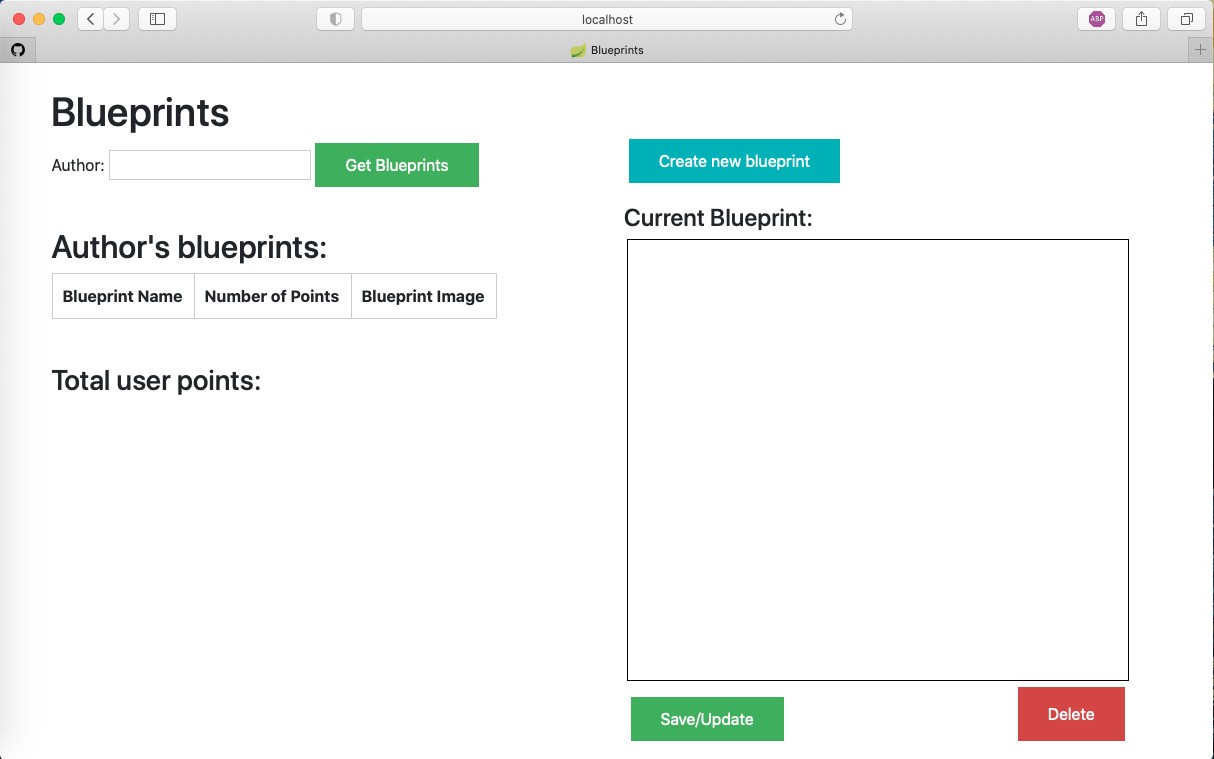 localhost
ABP
Blueprints
Blueprints
Author:
Get Blueprints
Create new blueprint
Current Blueprint:
Author's blueprints:
Blueprint Name Number of Points Blueprint Image
Total user points:
Save/Update
Delete